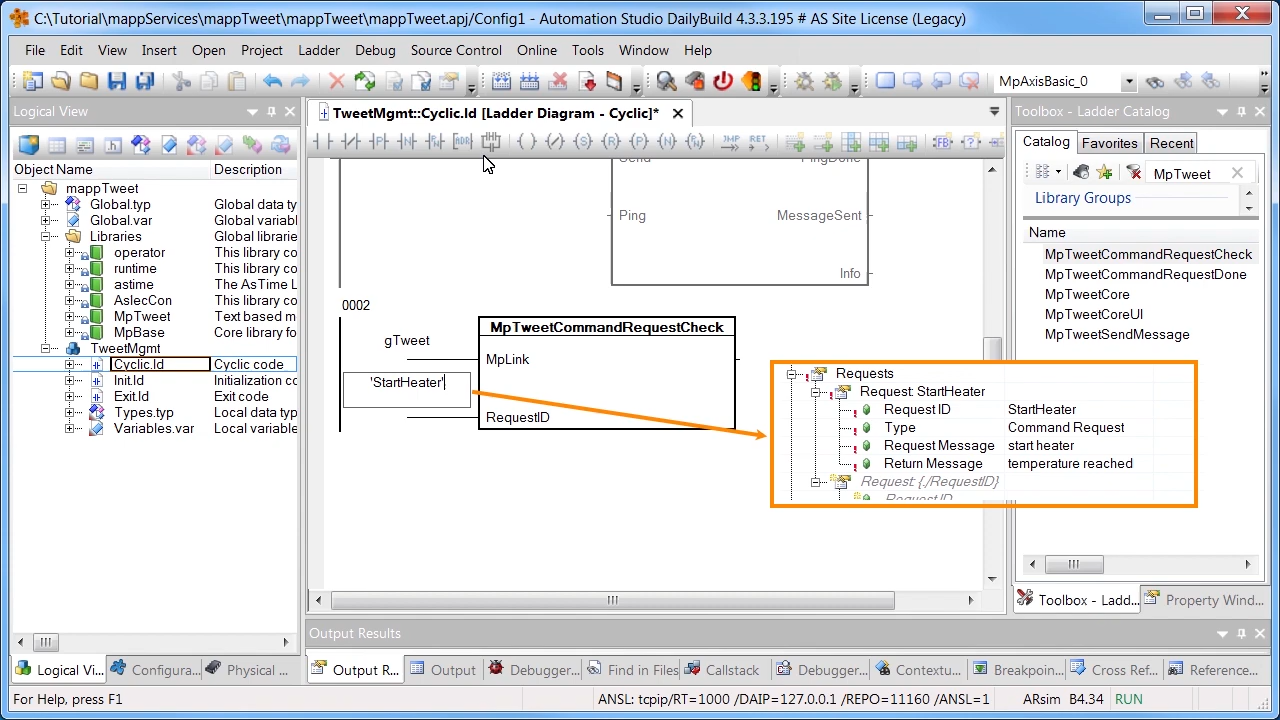 C:\Tutorial\mappServices\mappTweet\mappTweet\mappTweet.apj/Config1 - Automation Studio DailyBuild 4.3.3.195 # AS Site License (Legacy)
File Edit View Insert Open Project Ladder Debug Source Control Online Tools Window Help
MpAxisBasic_0
Logical View
Object Name Description
mappTweet
Global.typ Global data ty
Global.var Global variabl
Libraries Global librarie
operator This library co
runtime This library co
astime The AsTime L
AsIecCon This library co
MpTweet Text based m
MpBase Core library fo
TweetMgmt
Cyclic.ld Cyclic code
Init.ld Initialization cc
Exit.ld Exit code
Types.typ Local data typ
Variables.var Local variable
Logical Vi... Configura... Physical ...
TweetMgmt::Cyclic.ld [Ladder Diagram - Cyclic]*
Send PingDone
Ping MessageSent
Info
0002
MpTweetCommandRequestCheck
gTweet
MpLink
'StartHeater'
RequestID
Requests
Request: StartHeater
Request ID StartHeater
Type Command Request
Request Message start heater
Return Message temperature reached
Request {./RequestID}
Request ID
Toolbox - Ladder Catalog
Catalog Favorites Recent
MpTweet
Library Groups
Name
MpTweetCommandRequestCheck
MpTweetCommandRequestDone
MpTweetCore
MpTweetCoreUI
MpTweetSendMessage
Toolbox - Ladd... Property Wind...
Output Results
Output R... Output Debugger... Find in Files Callstack Debugger... Contextu... Breakpoin... Cross Ref... Reference...
For Help, press F1
ANSL: tcpip/RT=1000 /DAIP=127.0.0.1 /REPO=11160 /ANSL=1 ARsim B4.34 RUN